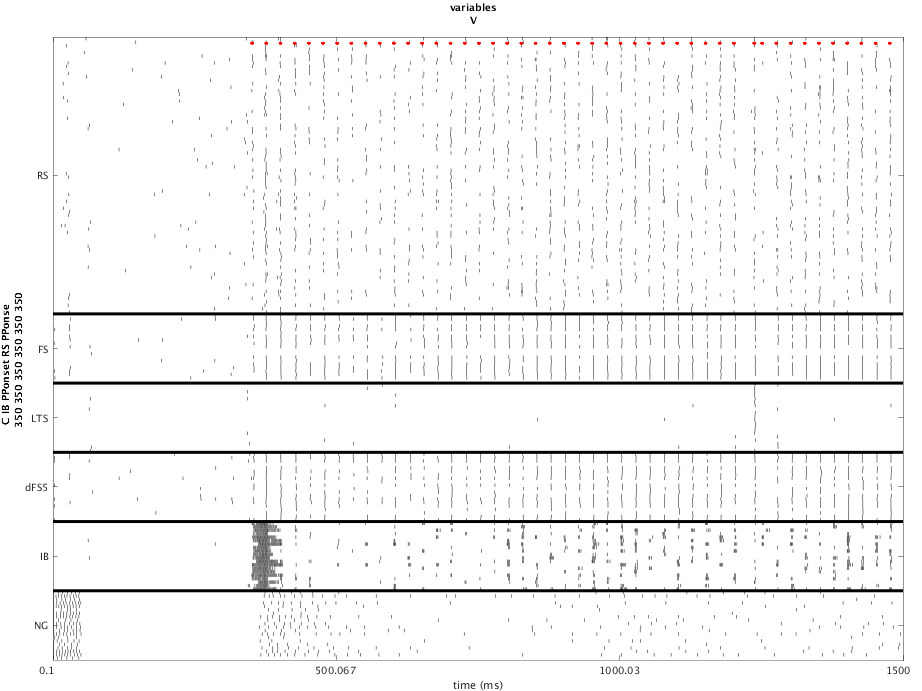 variables
V
C IB PPonset RS PPonse
350 350 350 350 350 350
RS
FS
LTS
dFS5
IB
NG
0.1
500.067
1000.03
1500
time (ms)